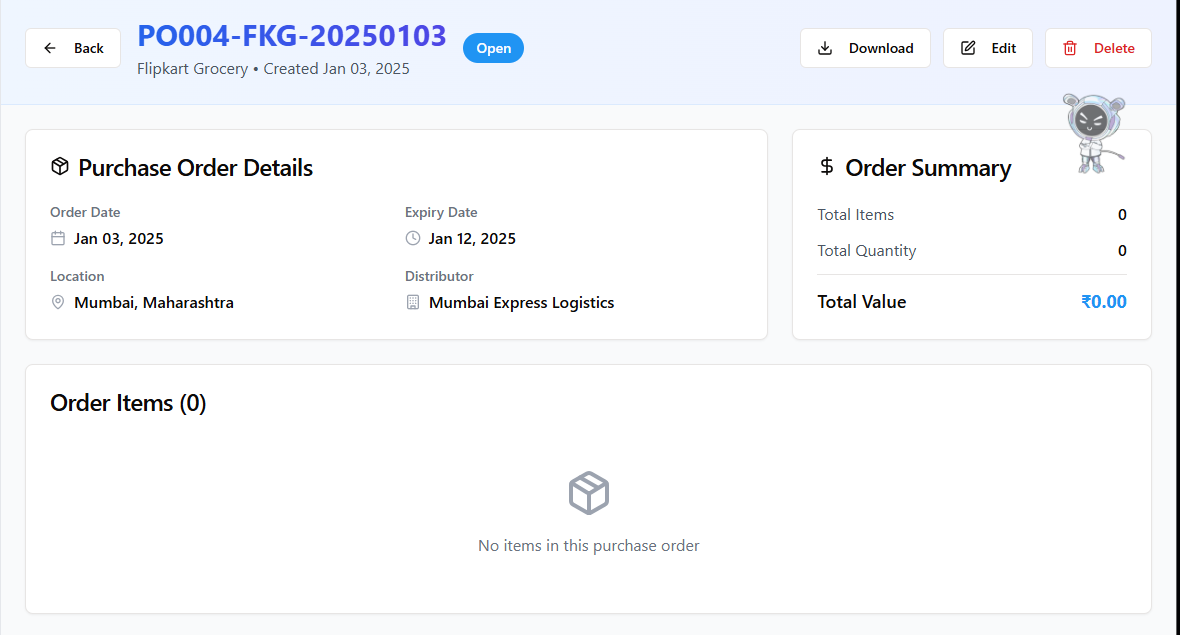 Back
PO004-FKG-20250103
Open
Flipkart Grocery • Created Jan 03, 2025
Download
Edit
Delete
Purchase Order Details
Order Date
Jan 03, 2025
Expiry Date
Jan 12, 2025
Location
Mumbai, Maharashtra
Distributor
Mumbai Express Logistics
$ Order Summary
Total Items 0
Total Quantity 0
Total Value ₹0.00
Order Items (0)
No items in this purchase order